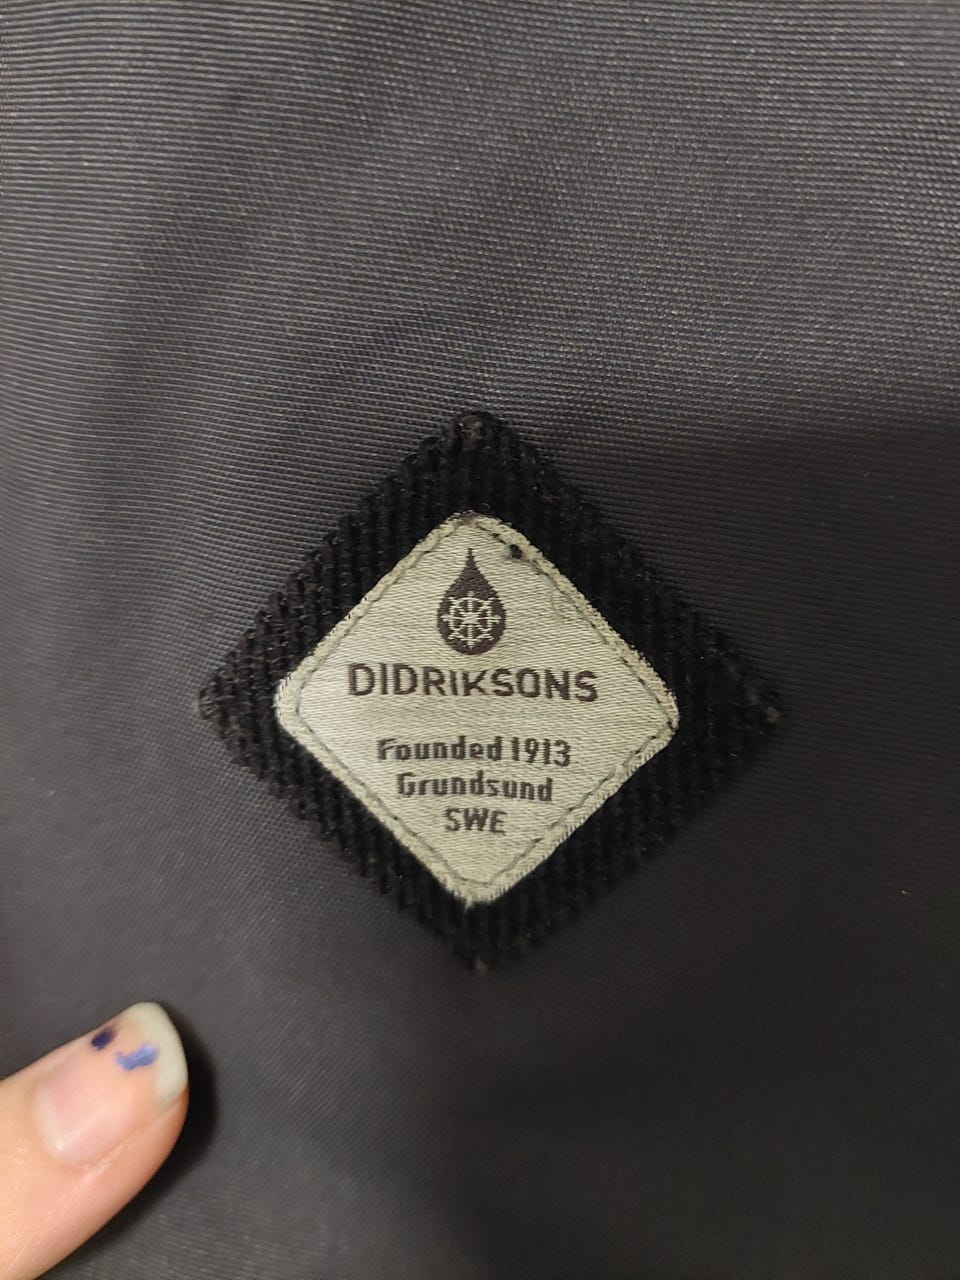 DIDRIKSONS
Founded 1913
Grundsund
SWE